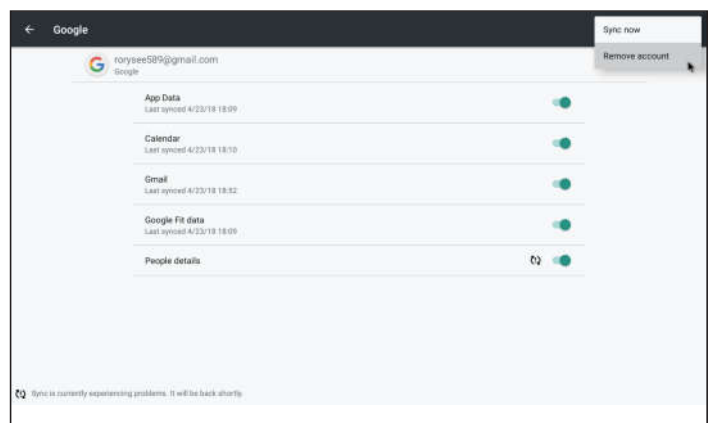 Google
Sync now
Remove account
rorysee589@gmail.com
Google
App Data
Last synced 4/23/18 18:09
Calendar
Last synced 4/23/18 18:10
Gmail
Last synced 4/23/18 18:52
Google Fit data
Last synced 4/23/18 18:09
People details
Sync is currently experiencing problems. It will be back shortly.